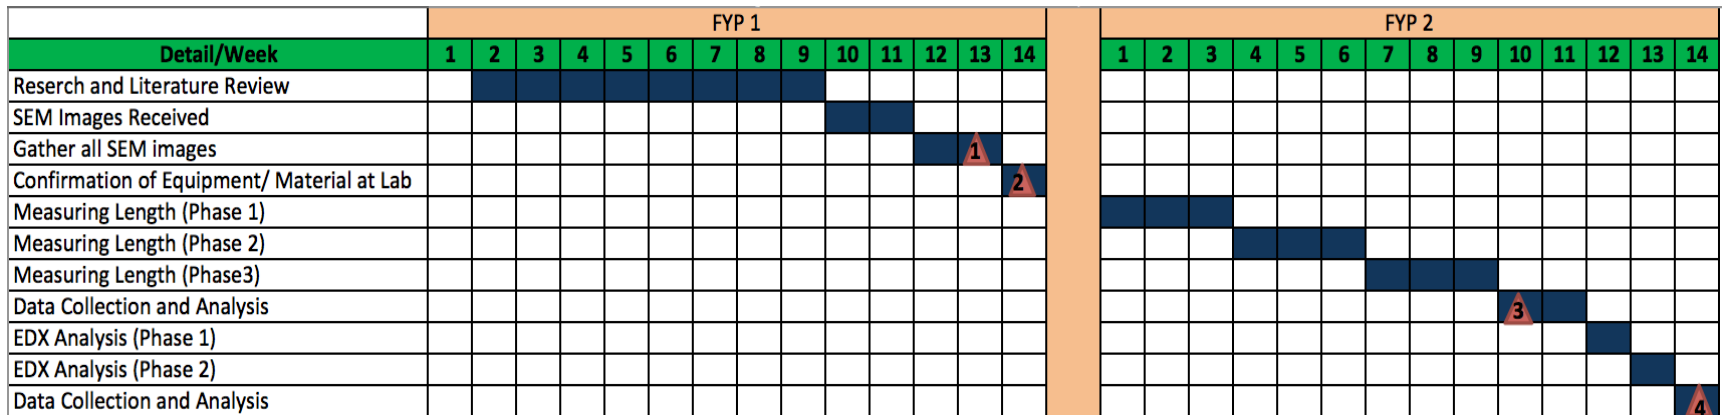 FYP 1 FYP 2
Detail/Week 1 2 3 4 5 6 7 8 9 10 11 12 13 14 1 2 3 4 5 6 7 8 9 10 11 12 13 14
Reserch and Literature Review
SEM Images Received
Gather all SEM images 1
Confirmation of Equipment/ Material at Lab 2
Measuring Length (Phase 1)
Measuring Length (Phase 2)
Measuring Length (Phase3)
Data Collection and Analysis 3
EDX Analysis (Phase 1)
EDX Analysis (Phase 2)
Data Collection and Analysis 4